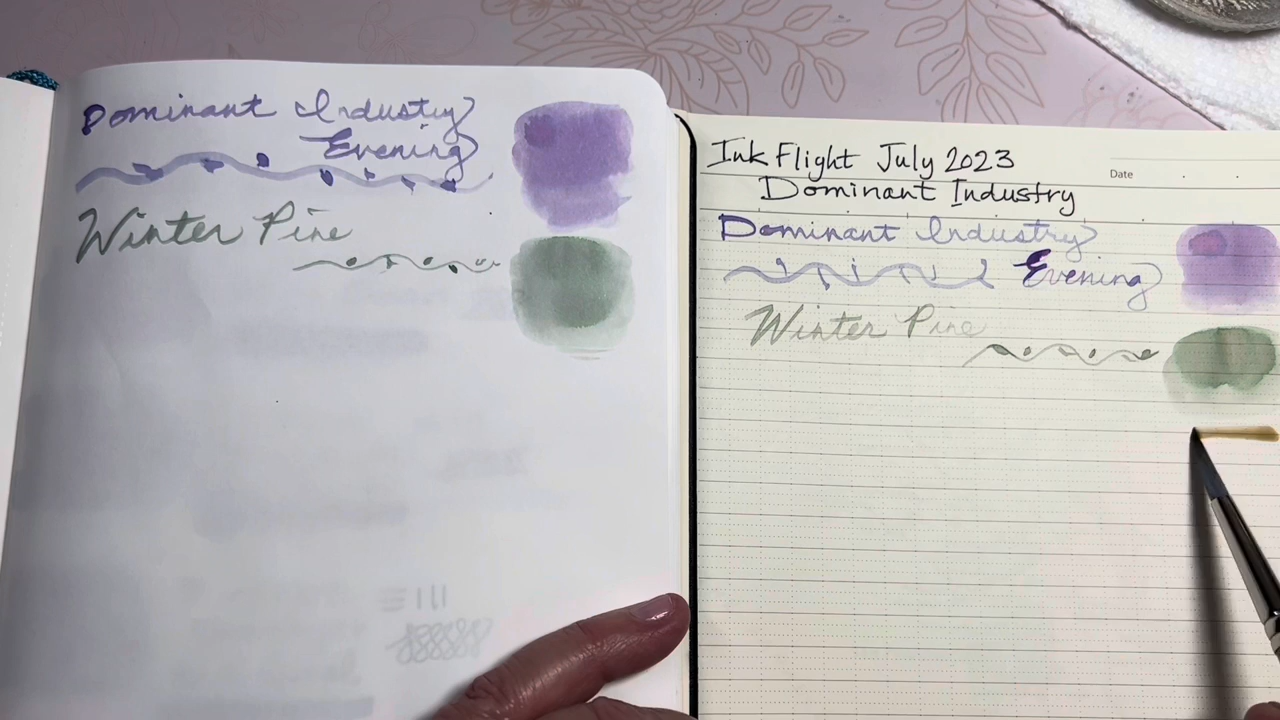 Dominant Industry
Evening
Winter Pine
Ink Flight July 2023
Date
Dominant Industry
Dominant Industry
Evening
Winter Pine